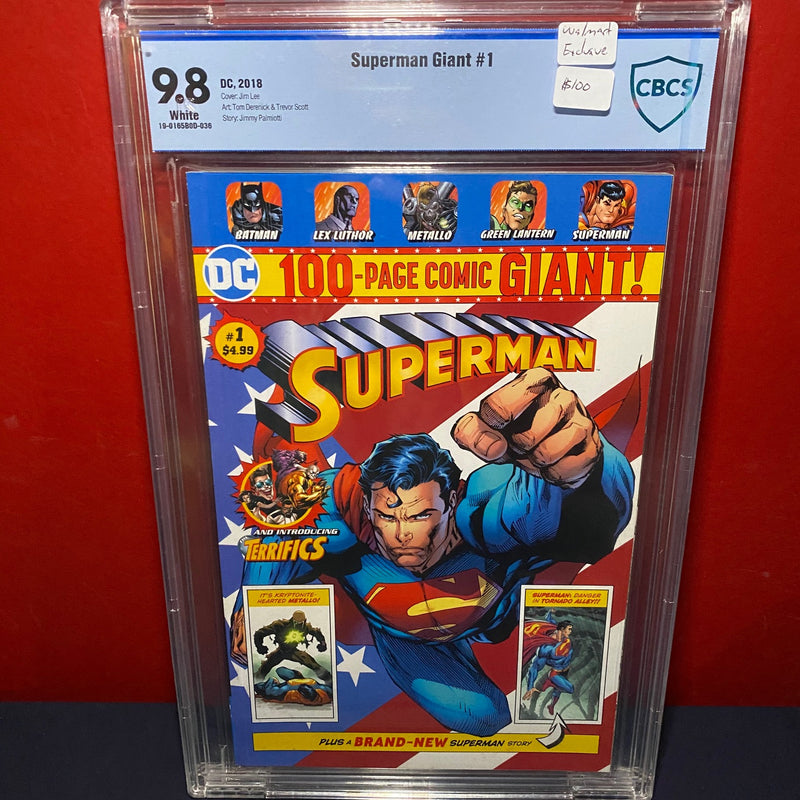 Superman Giant #1
9.8
White
19-0165B0D-036
DC, 2018
Cover: Jim Lee
Art: Tom Derenick & Trevor Scott
Story: Jimmy Palmiotti
Walmart
Exclusive
$100
CBCS
BATMAN
LEX LUTHOR
METALLO
GREEN LANTERN
SUPERMAN
DC
100-PAGE COMIC GIANT!
#1
$4.99
SUPERMAN
AND INTRODUCING
TERRIFICS
IT'S KRYPTONITE-
HEARTED METALLO!
SUPERMAN: DANGER
IN TORNADO ALLEY!!
PLUS A BRAND-NEW SUPERMAN STORY